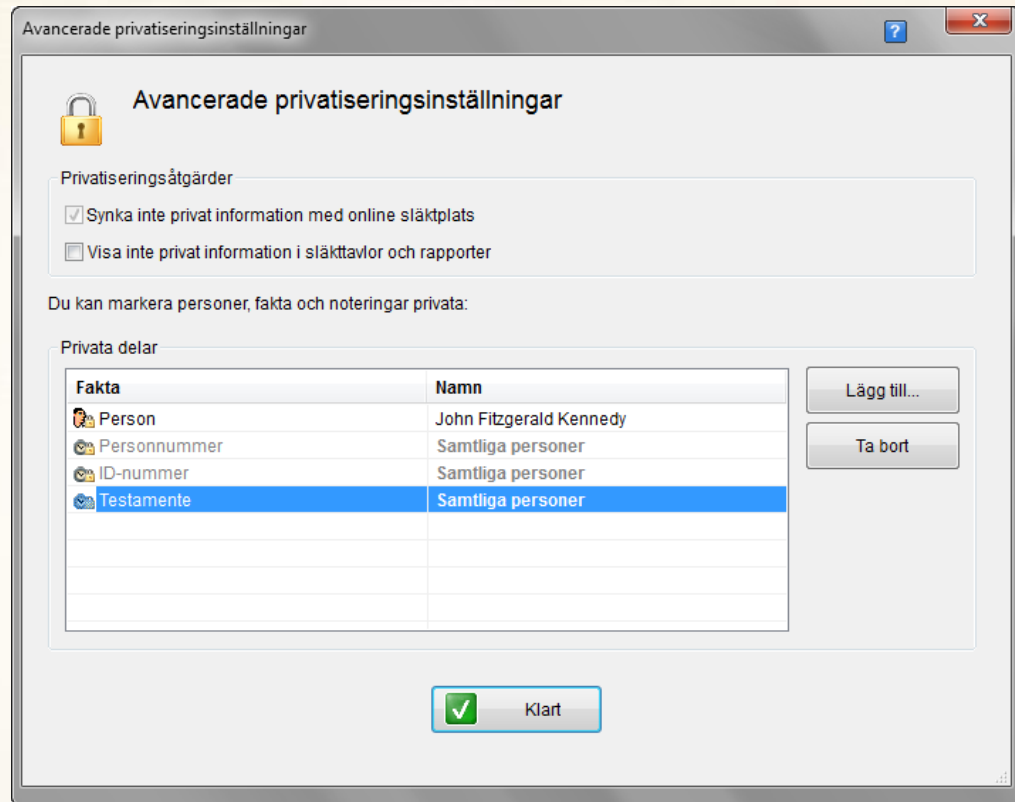 Avancerade privatiseringsinställningar
?
x
Avancerade privatiseringsinställningar
Privatiseringsåtgärder
Synka inte privat information med online släktplats
Visa inte privat information i släkttavlor och rapporter
Du kan markera personer, fakta och noteringar privata:
Privata delar
Fakta Namn
Person John Fitzgerald Kennedy
Personnummer Samtliga personer
ID-nummer Samtliga personer
Testamente Samtliga personer
Lägg till...
Ta bort
Klart